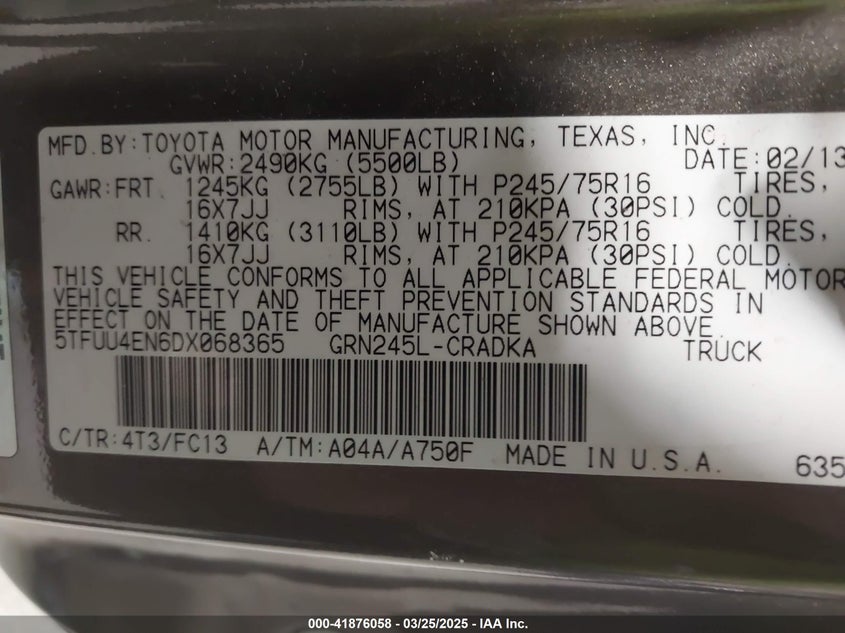 MFD.BY:TOYOTA MOTOR MANUFACTURING, TEXAS, INC.
GVWR:2490KG (5500LB) DATE:02/13
GAWR:FRT. 1245KG (2755LB) WITH P245/75R16 TIRES,
16X7JJ RIMS, AT 210KPA (30PSI) COLD.
RR. 1410KG (3110LB) WITH P245/75R16 TIRES,
16X7JJ RIMS, AT 210KPA (30PSI) COLD.
THIS VEHICLE CONFORMS TO ALL APPLICABLE FEDERAL MOTOR
VEHICLE SAFETY AND THEFT PREVENTION STANDARDS IN
EFFECT ON THE DATE OF MANUFACTURE SHOWN ABOVE.
5TFUU4EN6DX068365 GRN245L-CRADKA TRUCK
C/TR:4T3/FC13 A/TM:A04A/A750F MADE IN U.S.A.
635
000-41876058 - 03/25/2025 - IAA Inc.